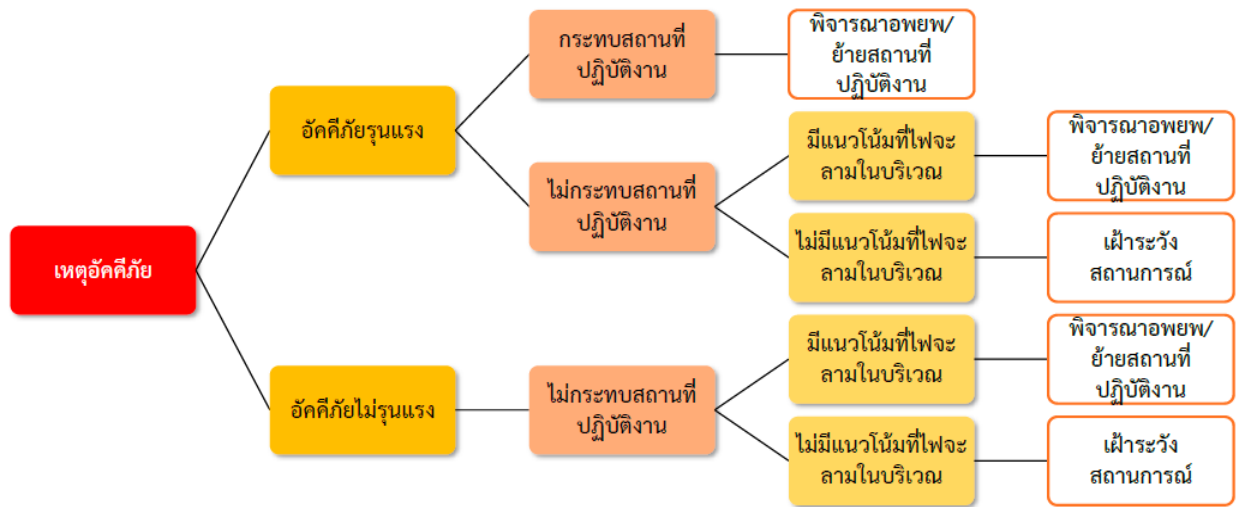 เหตุอัคคีภัย
อัคคีภัยรุนแรง
กระทบสถานที่
ปฏิบัติงาน
พิจารณาอพยพ/
ย้ายสถานที่
ปฏิบัติงาน
ไม่กระทบสถานที่
ปฏิบัติงาน
มีแนวโน้มที่ไฟจะ
ลามในบริเวณ
พิจารณาอพยพ/
ย้ายสถานที่
ปฏิบัติงาน
ไม่มีแนวโน้มที่ไฟจะ
ลามในบริเวณ
เฝ้าระวัง
สถานการณ์
อัคคีภัยไม่รุนแรง
ไม่กระทบสถานที่
ปฏิบัติงาน
มีแนวโน้มที่ไฟจะ
ลามในบริเวณ
พิจารณาอพยพ/
ย้ายสถานที่
ปฏิบัติงาน
ไม่มีแนวโน้มที่ไฟจะ
ลามในบริเวณ
เฝ้าระวัง
สถานการณ์